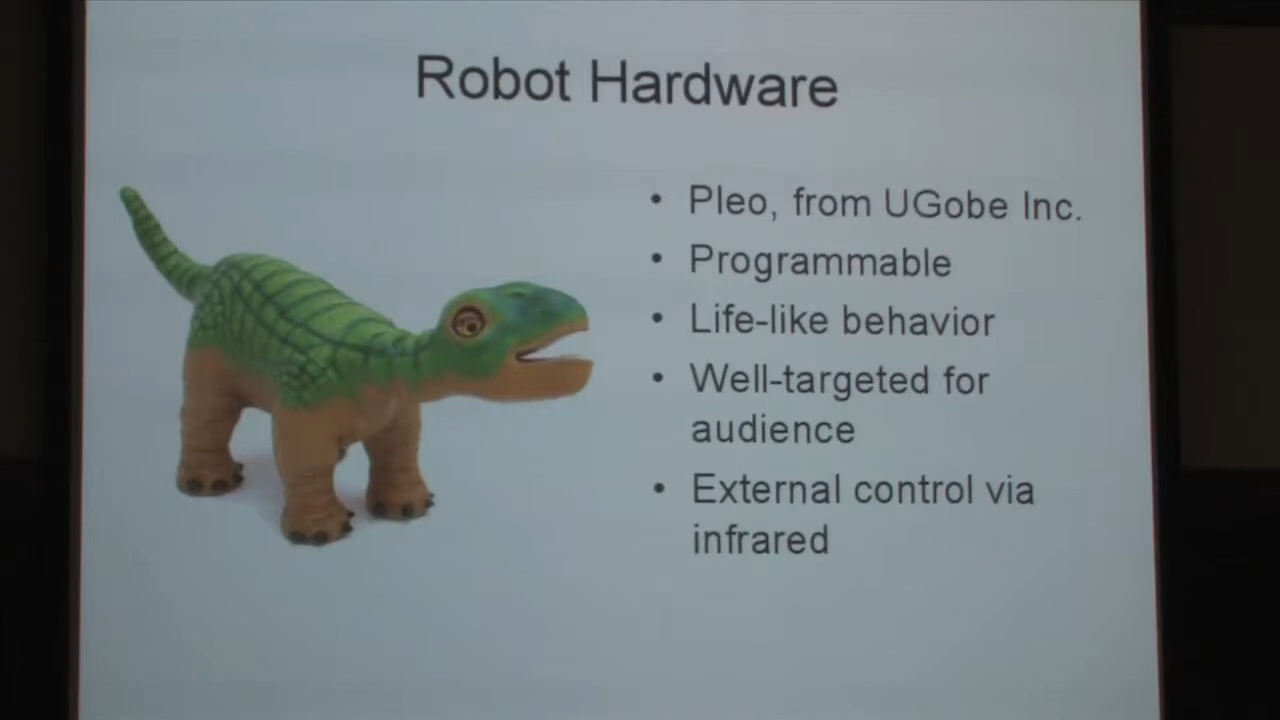 Robot Hardware
• Pleo, from UGobe Inc.
• Programmable
• Life-like behavior
• Well-targeted for
audience
• External control via
infrared